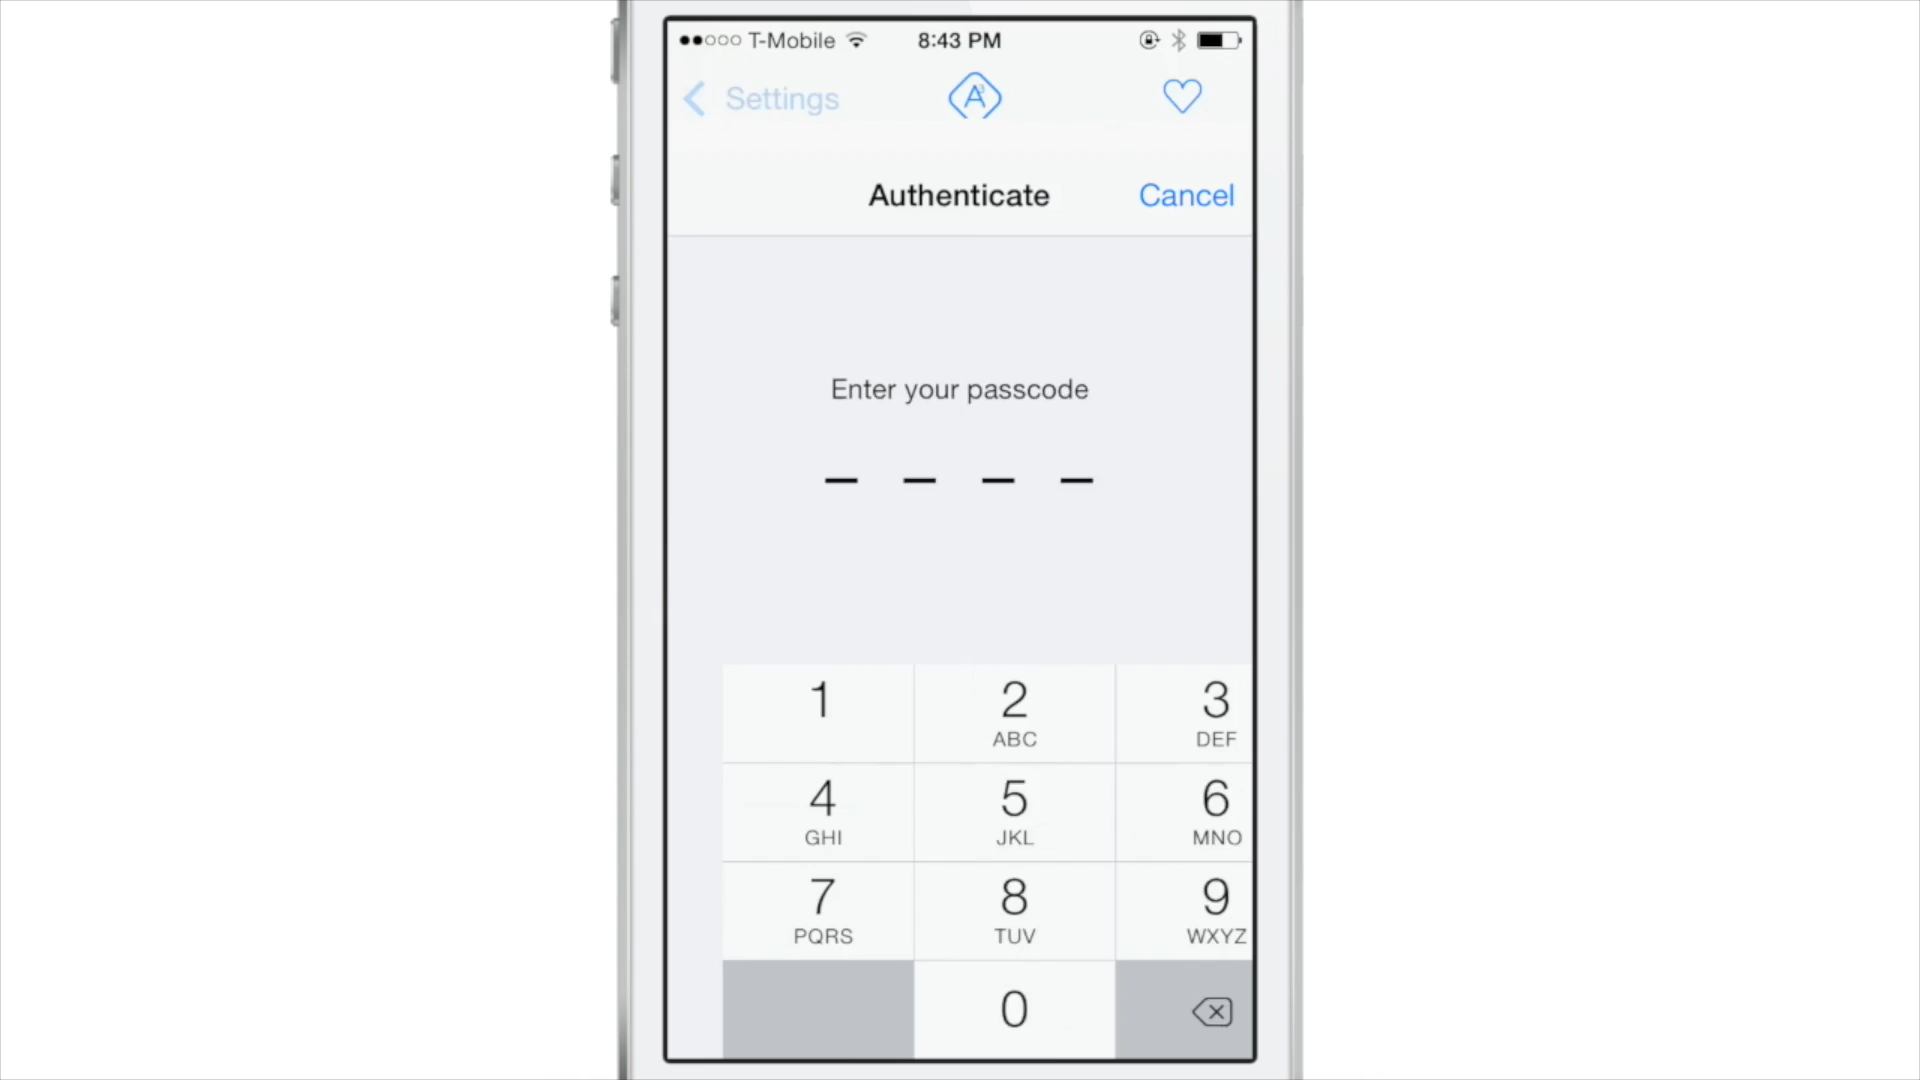 T-Mobile 8:43 PM
Settings A3
Authenticate Cancel
Enter your passcode
1 2 3
ABC DEF
4 5 6
GHI JKL MNO
7 8 9
PQRS TUV WXYZ
0